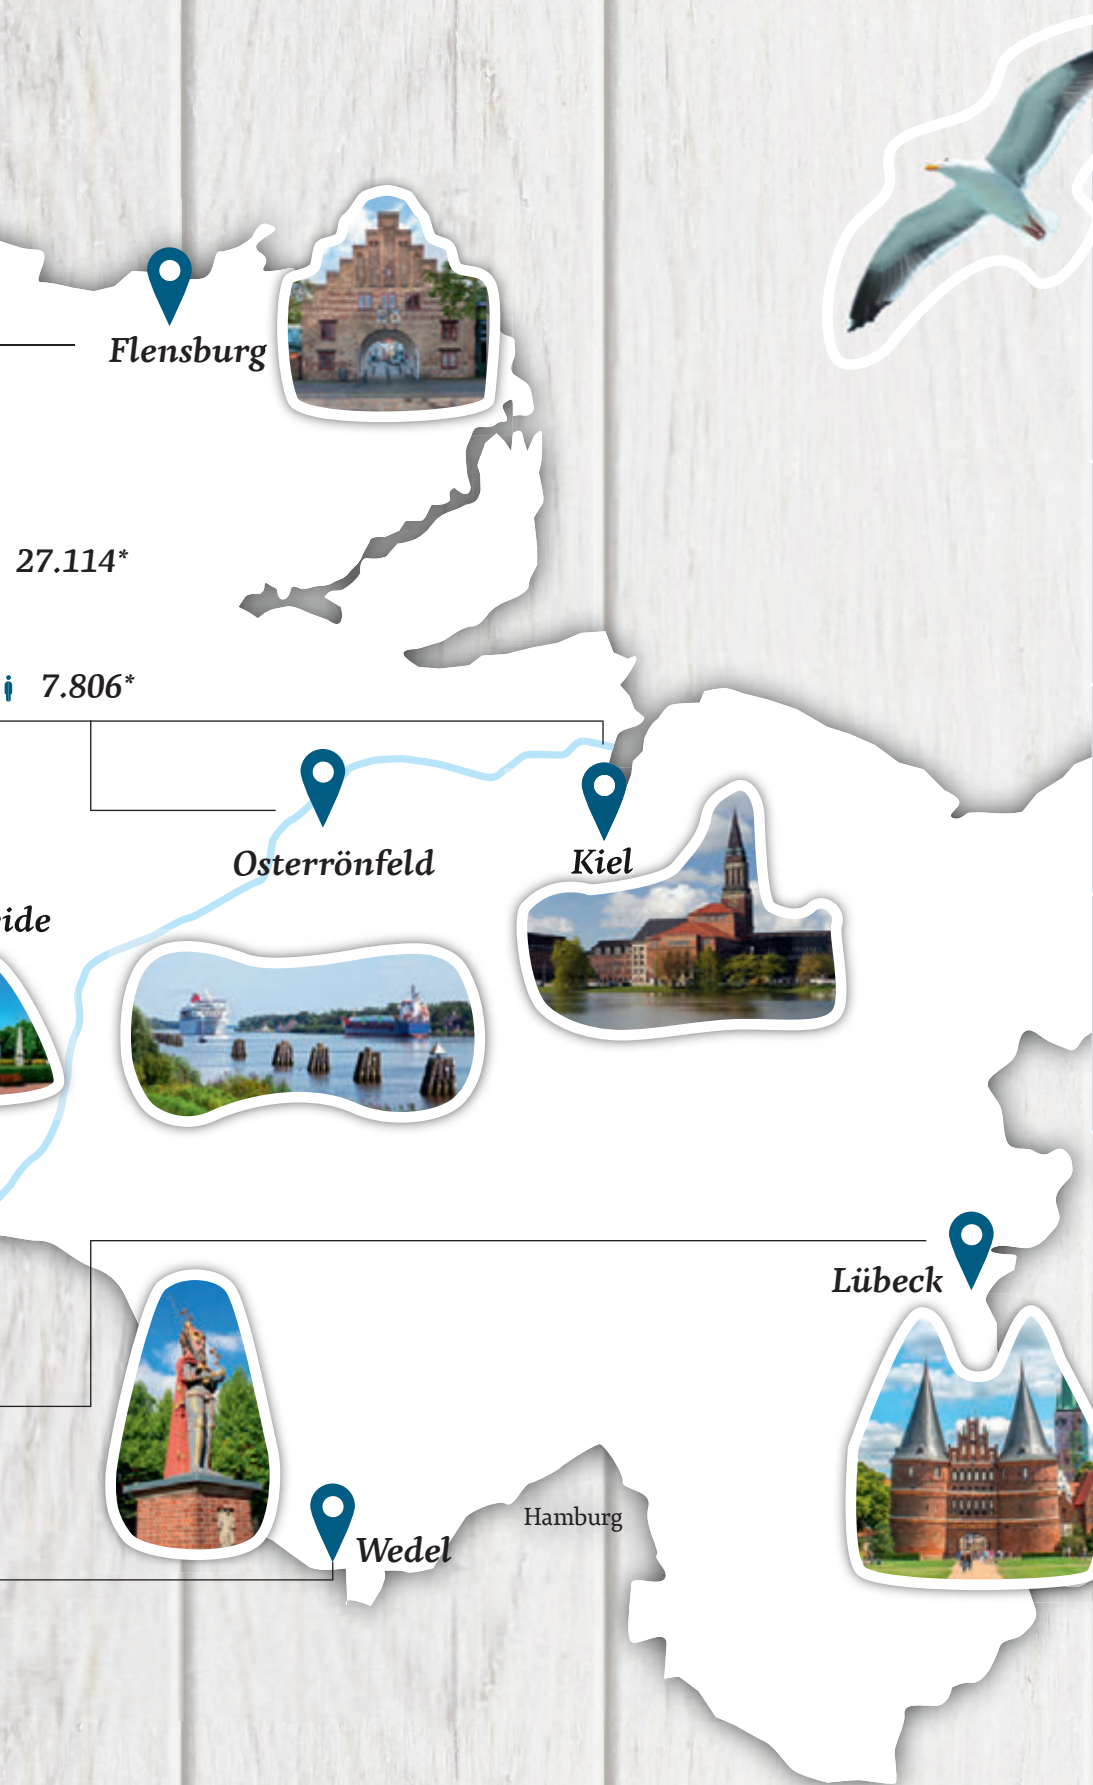 Flensburg
27.114*
7.806*
Osterrönfeld
Kiel
ide
Lübeck
Hamburg
Wedel